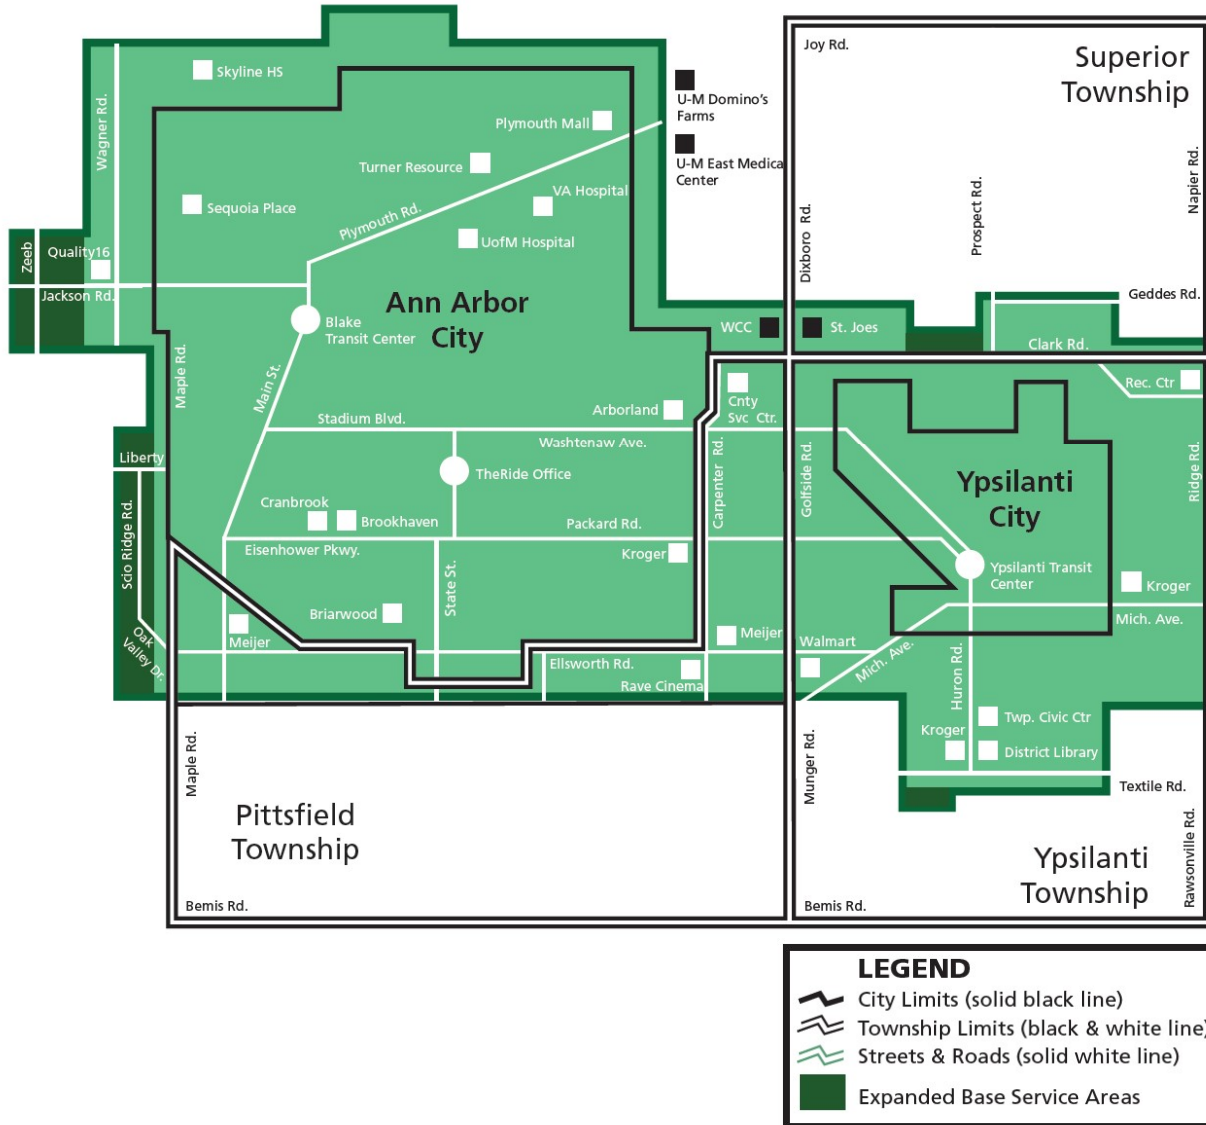 Joy Rd.
Superior
Township
Skyline HS
Wagner Rd.
U-M Domino's
Farms
Plymouth Mall
U-M East Medica
Center
Turner Resource
VA Hospital
Napier Rd.
Prospect Rd.
Dixboro Rd.
Sequoia Place
Plymouth Rd.
UofM Hospital
Zeeb
Quality16
Jackson Rd.
Ann Arbor
City
Geddes Rd.
Blake
Transit Center
WCC
St. Joes
Clark Rd.
Maple Rd.
Main St.
Rec. Ctr
Cnty
Svc Ctr.
Arborland
Stadium Blvd.
Washtenaw Ave.
Liberty
TheRide Office
Carpenter Rd.
Golfside Rd.
Ridge Rd.
Ypsilanti
City
Cranbrook
Brookhaven
Packard Rd.
Scio Ridge Rd.
Eisenhower Pkwy.
Kroger
State St.
Ypsilanti Transit
Center
Kroger
Briarwood
Mich. Ave.
Oak
Valley Dr.
Meijer
Meijer
Walmart
Mich. Ave.
Ellsworth Rd.
Rave Cinema
Huron Rd.
Twp. Civic Ctr
Kroger
District Library
Maple Rd.
Munger Rd.
Textile Rd.
Pittsfield
Township
Rawsonville Rd.
Ypsilanti
Township
Bemis Rd.
Bemis Rd.
LEGEND
City Limits (solid black line)
Township Limits (black & white line)
Streets & Roads (solid white line)
Expanded Base Service Areas